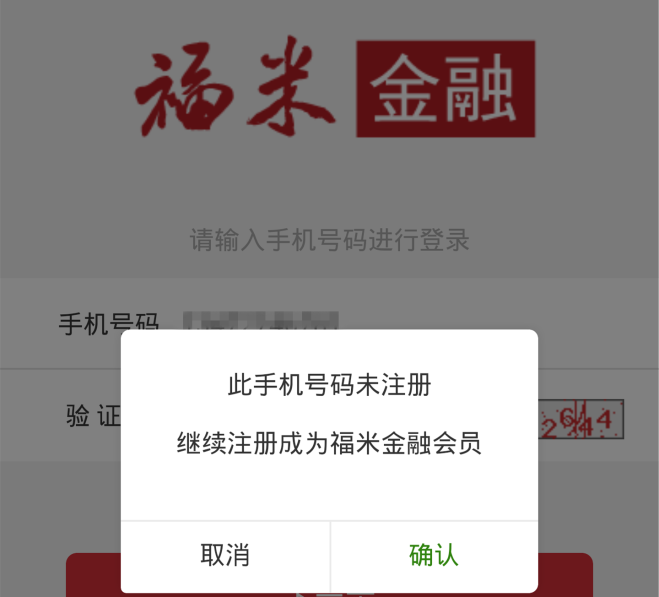 福米 金融
请输入手机号码进行登录
手机号码
此手机号码未注册
继续注册成为福米金融会员
验证
取消 确认